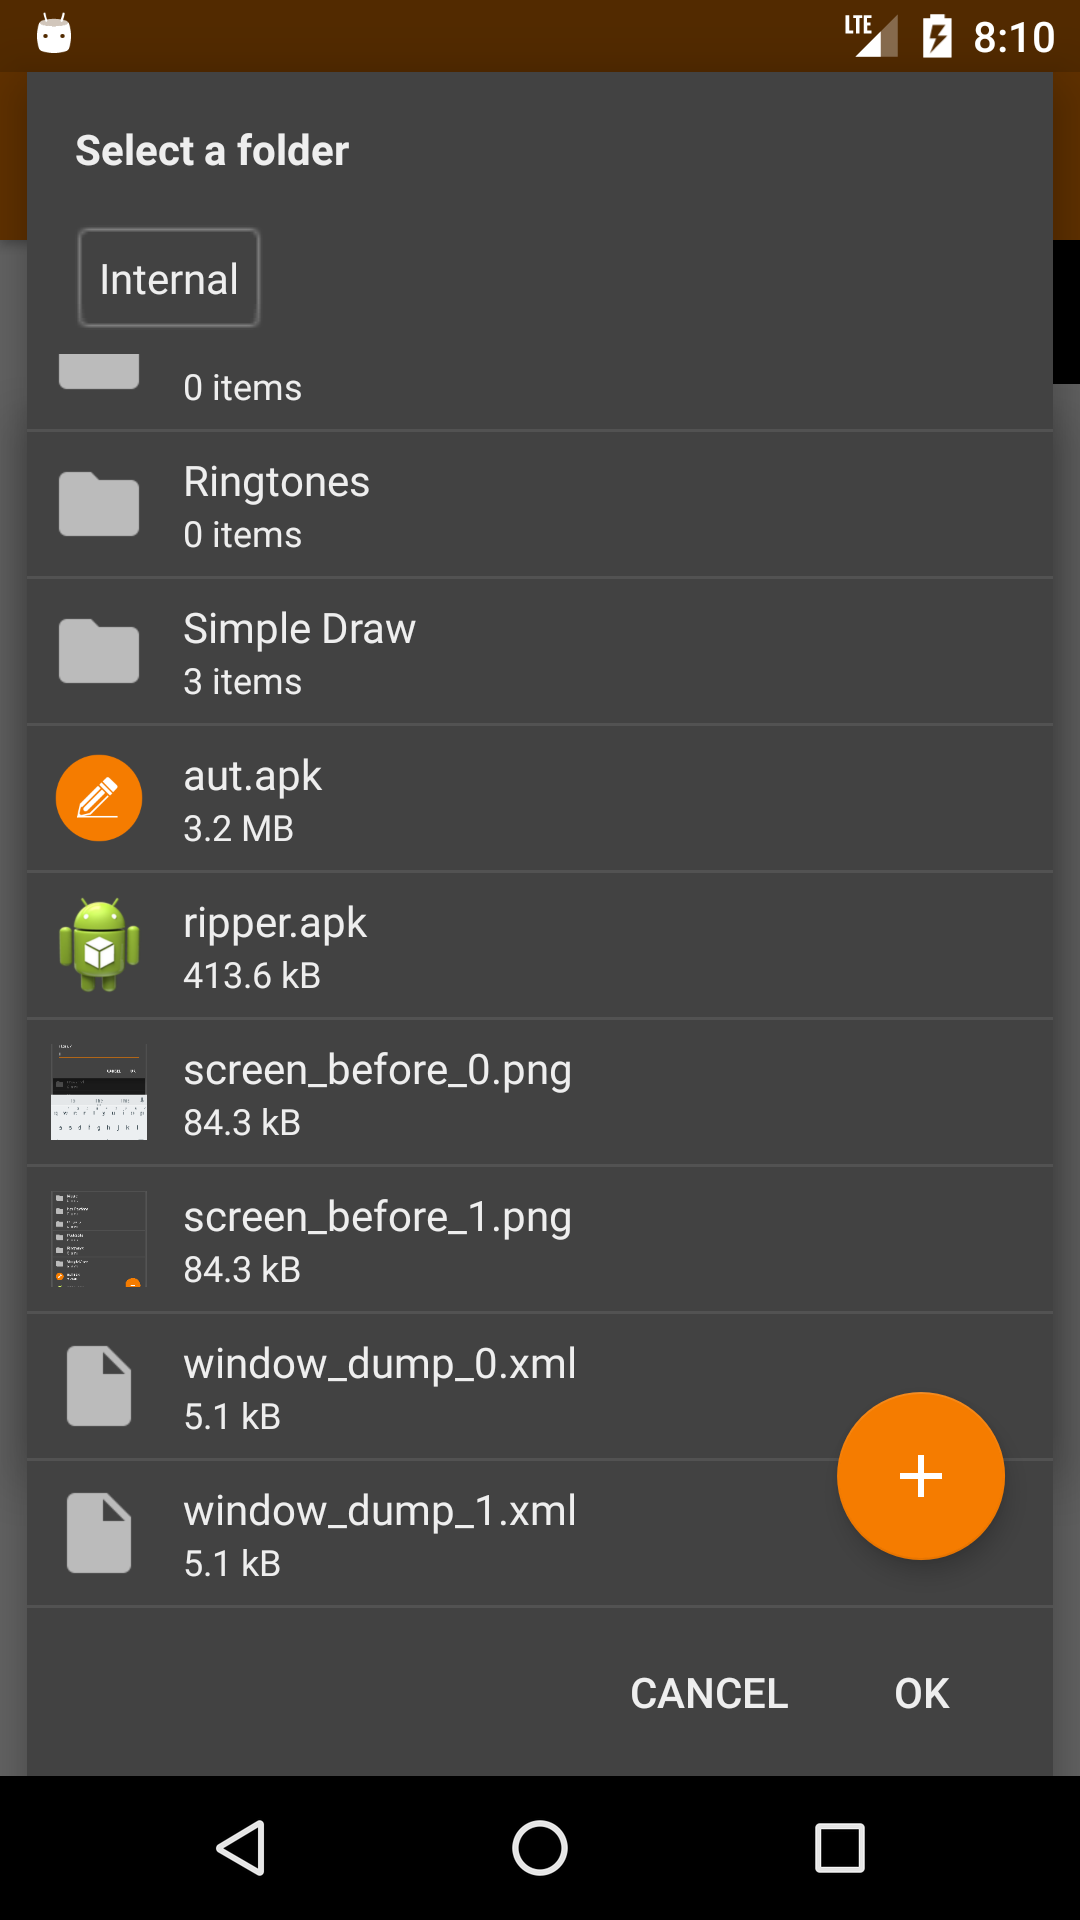 LTE 8:10
Select a folder
Internal
0 items
Ringtones
0 items
Simple Draw
3 items
aut.apk
3.2 MB
ripper.apk
413.6 kB
screen_before_0.png
84.3 kB
screen_before_1.png
84.3 kB
window_dump_0.xml
5.1 kB
window_dump_1.xml
5.1 kB
CANCEL OK